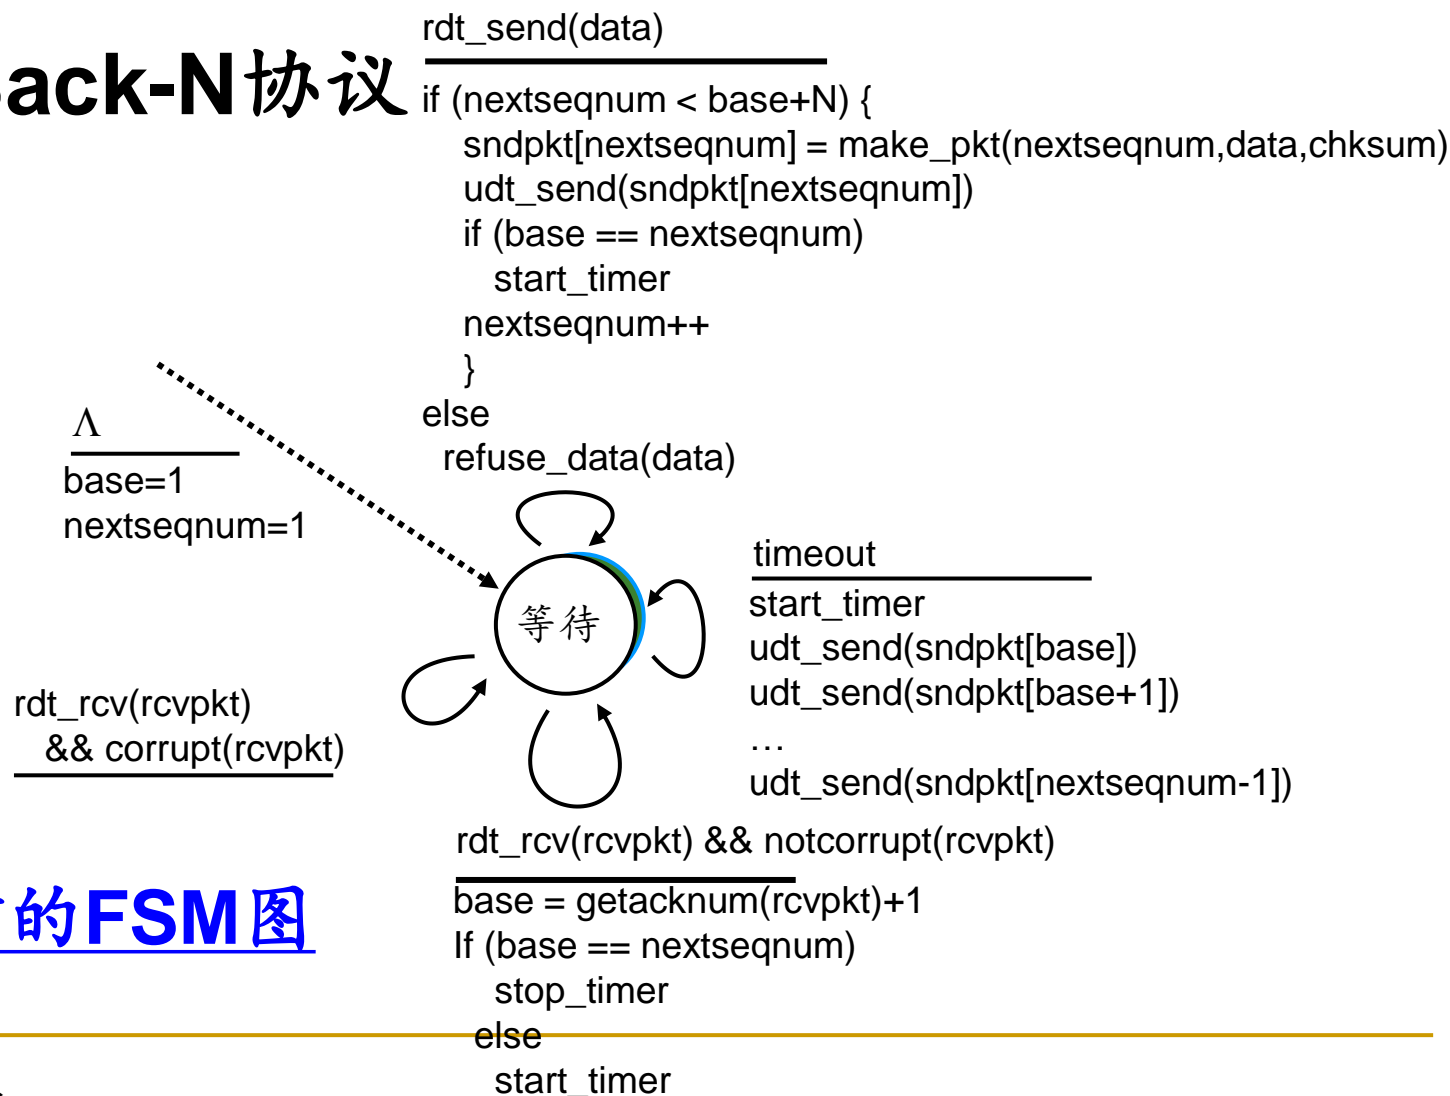 ack-N协议
rdt_send(data)
if (nextseqnum < base+N) {
sndpkt[nextseqnum] = make_pkt(nextseqnum,data,chksum)
udt_send(sndpkt[nextseqnum])
if (base == nextseqnum)
start_timer
nextseqnum++
}
else
refuse_data(data)
Λ
base=1
nextseqnum=1
等待
timeout
start_timer
udt_send(sndpkt[base])
udt_send(sndpkt[base+1])
…
udt_send(sndpkt[nextseqnum-1])
rdt_rcv(rcvpkt)
&& corrupt(rcvpkt)
rdt_rcv(rcvpkt) && notcorrupt(rcvpkt)
base = getacknum(rcvpkt)+1
If (base == nextseqnum)
stop_timer
else
start_timer
的FSM图